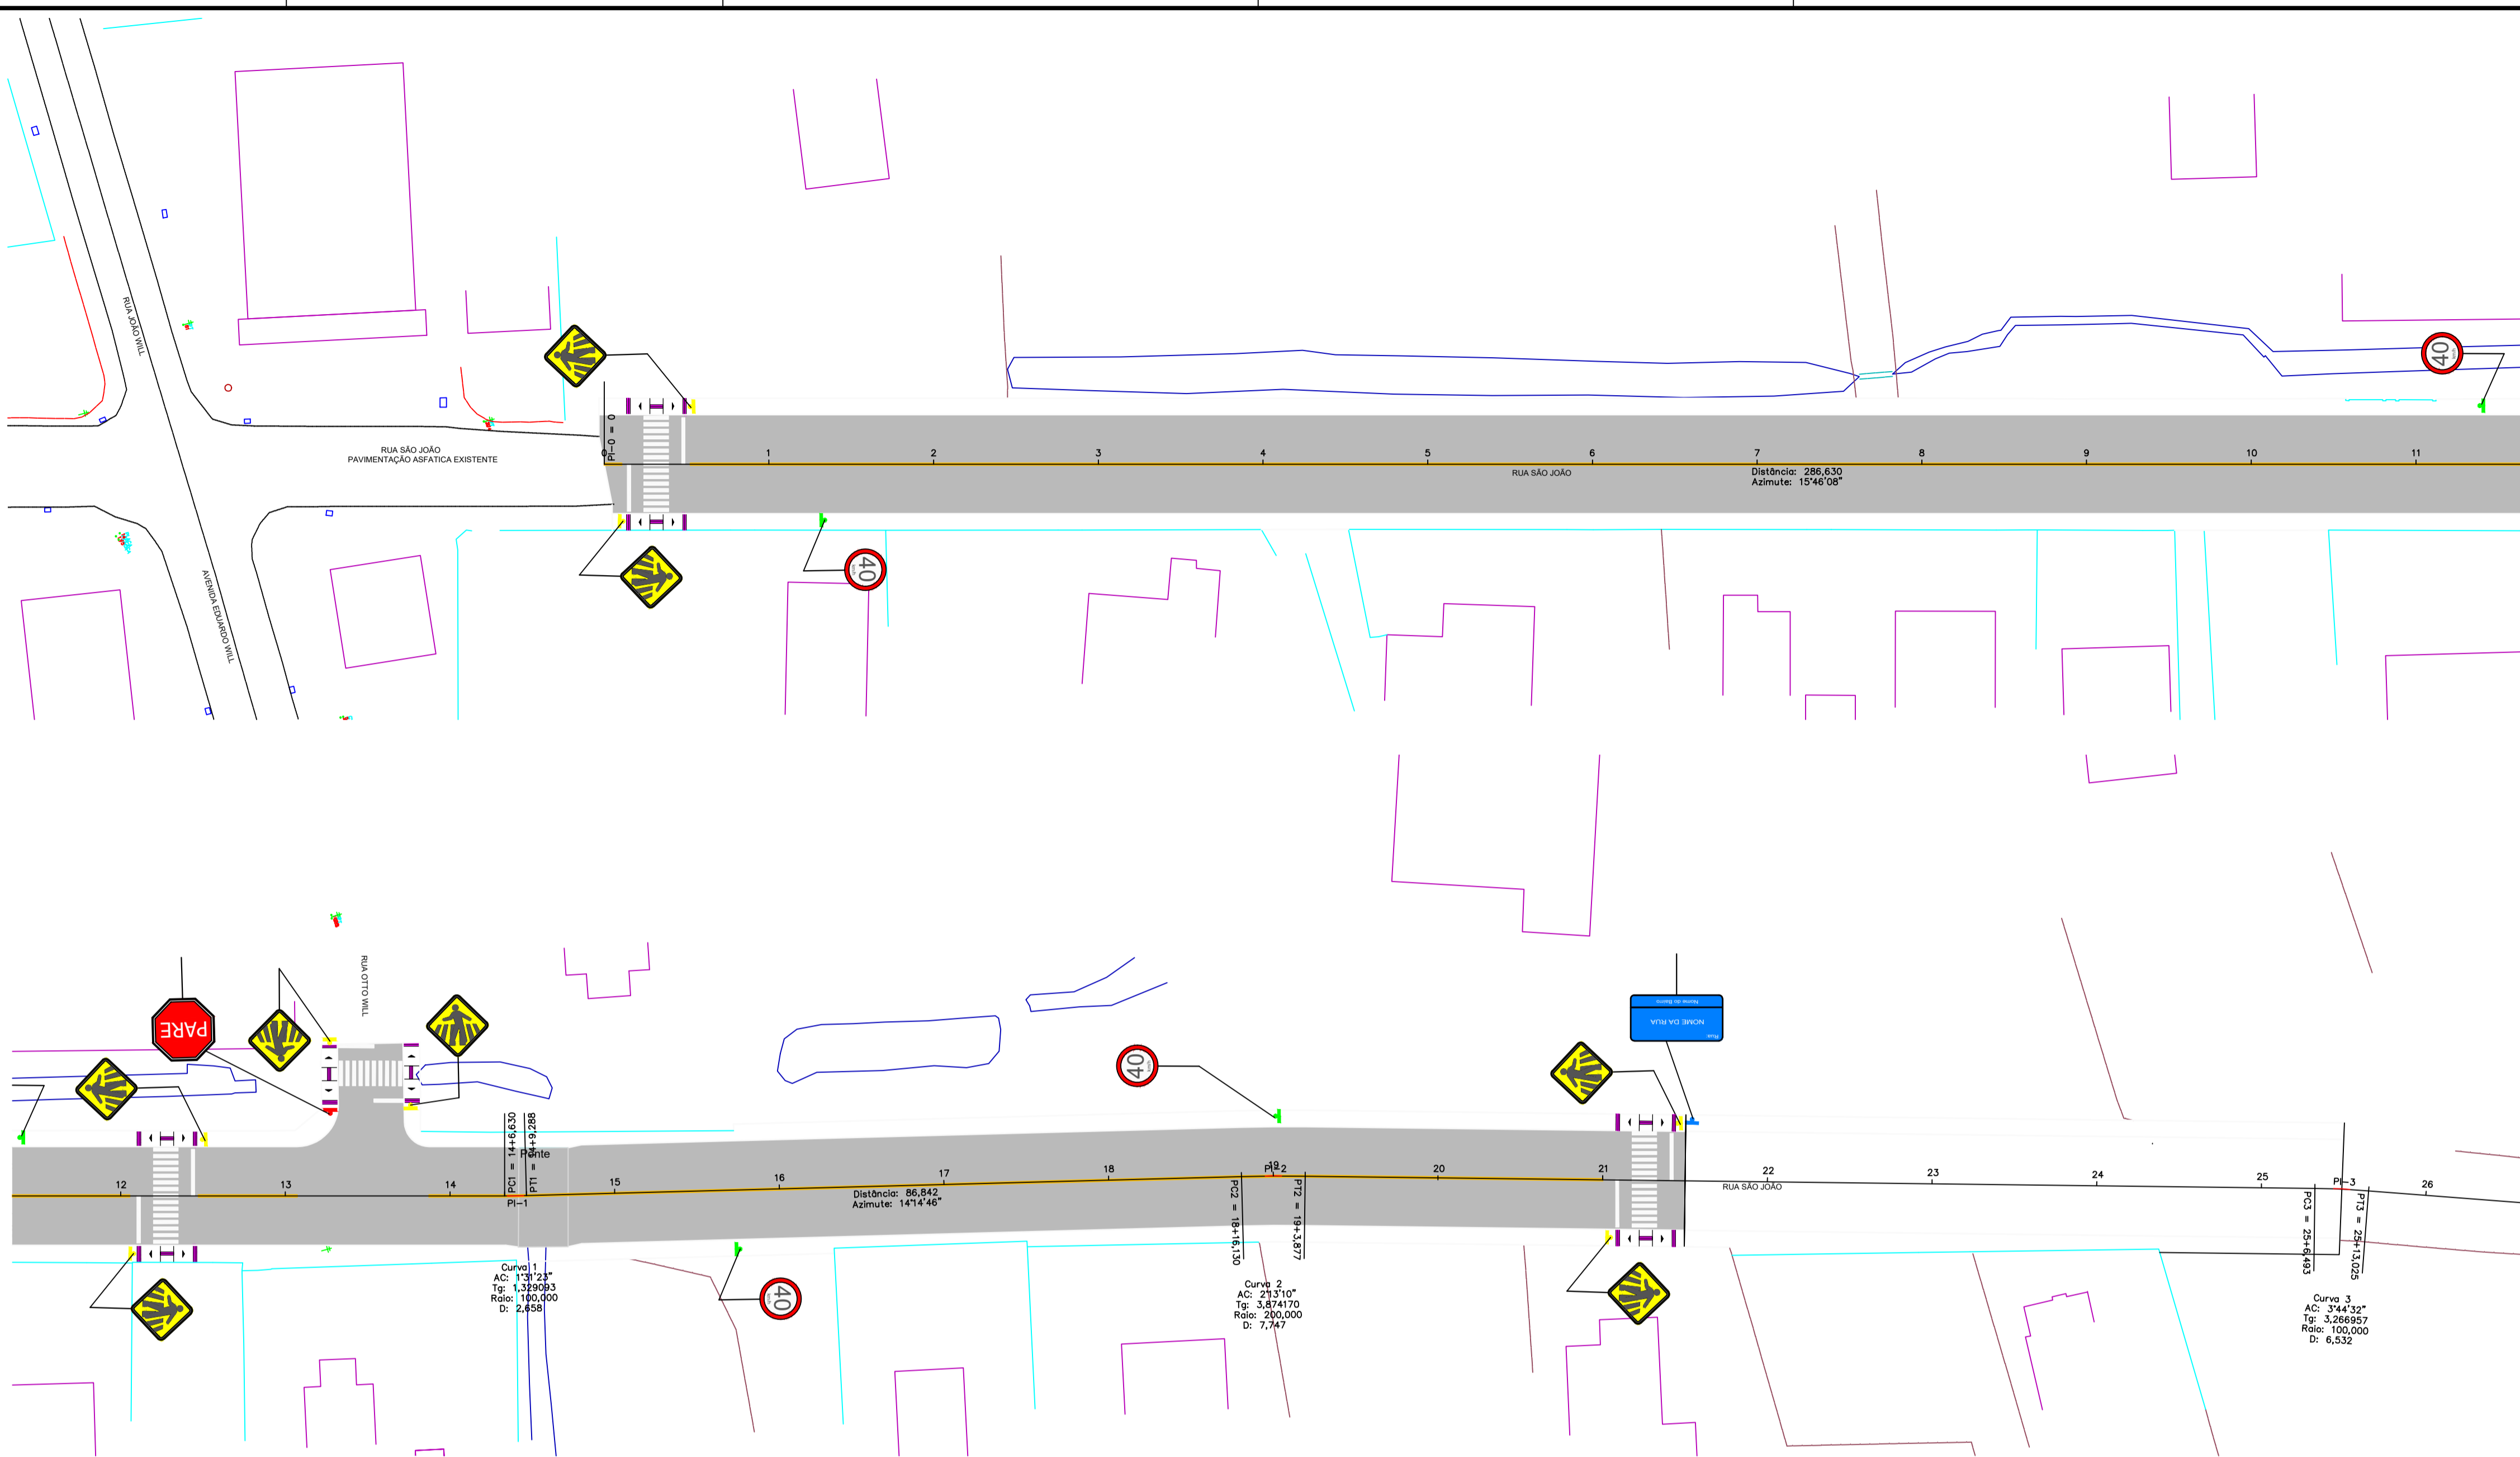 RUA JOÃO WILL
RUA SÃO JOÃO
PAVIMENTAÇÃO ASFATICA EXISTENTE
AVENIDA EDUARDO WILL
PI-0 = 0
0
1
2
3
4
5
6
7
8
9
10
11
RUA SÃO JOÃO
Distância: 286,630
Azimute: 15°46'08"
40
40
RUA OTTO WILL
PARE
12
13
14
15
16
17
18
19
20
21
22
23
24
25
26
PC1 = 14+6,630
PT1 = 14+9,288
Ponte
PI-1
Distância: 86,842
Azimute: 14°14'46"
Curva 1
AC: 1°31'23"
Tg: 1,329093
Raio: 100,000
D: 2,658
40
40
PI-2
PC2 = 18+16,130
PT2 = 19+3,877
Curva 2
AC: 2°13'10"
Tg: 3,874170
Raio: 200,000
D: 7,747
Nome do Bairro
NOME DA RUA
Rua:
RUA SÃO JOÃO
PI-3
PC3 = 25+6,493
PT3 = 25+13,025
Curva 3
AC: 3°44'32"
Tg: 3,266957
Raio: 100,000
D: 6,532